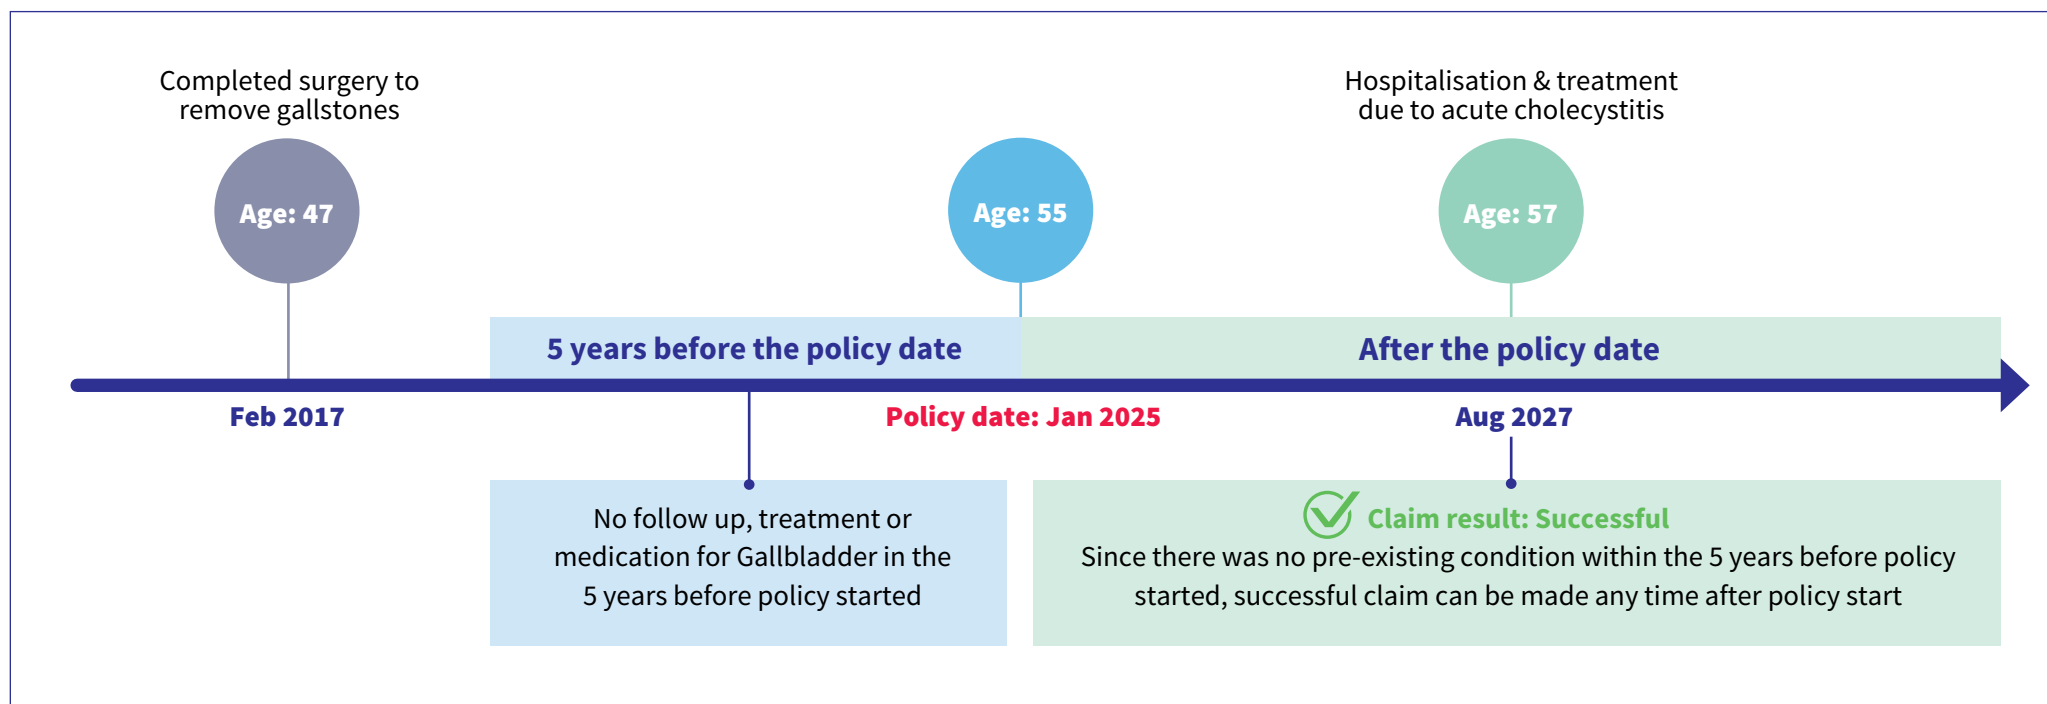 Completed surgery to
remove gallstones
Hospitalisation & treatment
due to acute cholecystitis
Age: 47
Age: 55
Age: 57
5 years before the policy date
After the policy date
Feb 2017
Policy date: Jan 2025
Aug 2027
No follow up, treatment or
medication for Gallbladder in the
5 years before policy started
Claim result: Successful
Since there was no pre-existing condition within the 5 years before policy
started, successful claim can be made any time after policy start